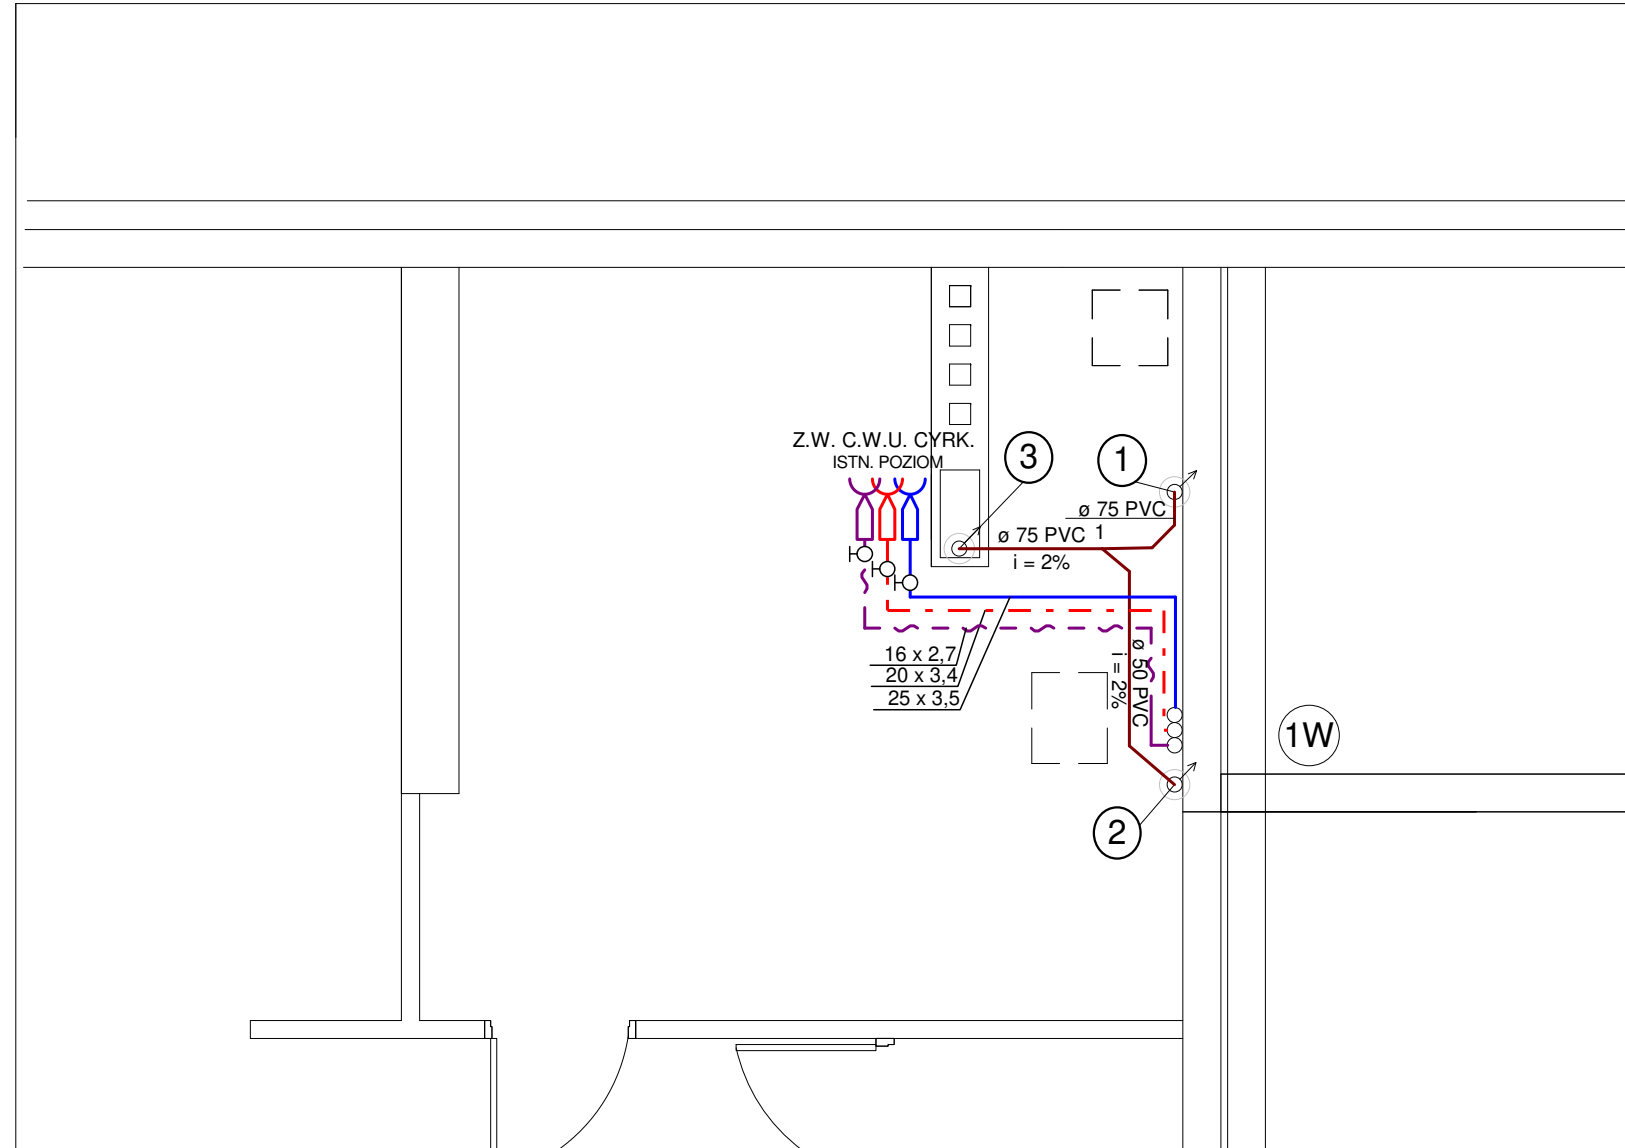 Z.W. C.W.U. CYRK.
ISTN. POZIOM
3
1
ø 75 PVC
ø 75 PVC 1
i = 2%
16 x 2,7
20 x 3,4
25 x 3,5
ø 50 PVC
i = 2%
1W
2